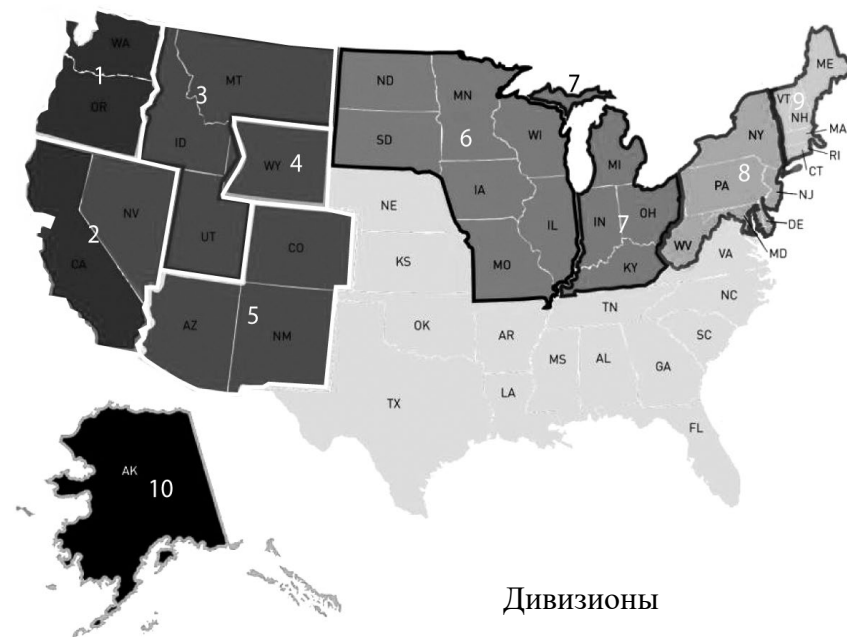 WA
1
OR
MT
3
ID
WY 4
NV
2
CA
UT
CO
AZ
5
NM
ND
MN
SD
6
WI
IA
IL
MO
7
MI
IN
OH
7
KY
ME
VT 9
NH
MA
RI
CT
NY
8
PA
NJ
DE
MD
WV
VA
NE
KS
OK
TX
AR
LA
TN
MS
AL
GA
NC
SC
FL
AK
10
Дивизионы